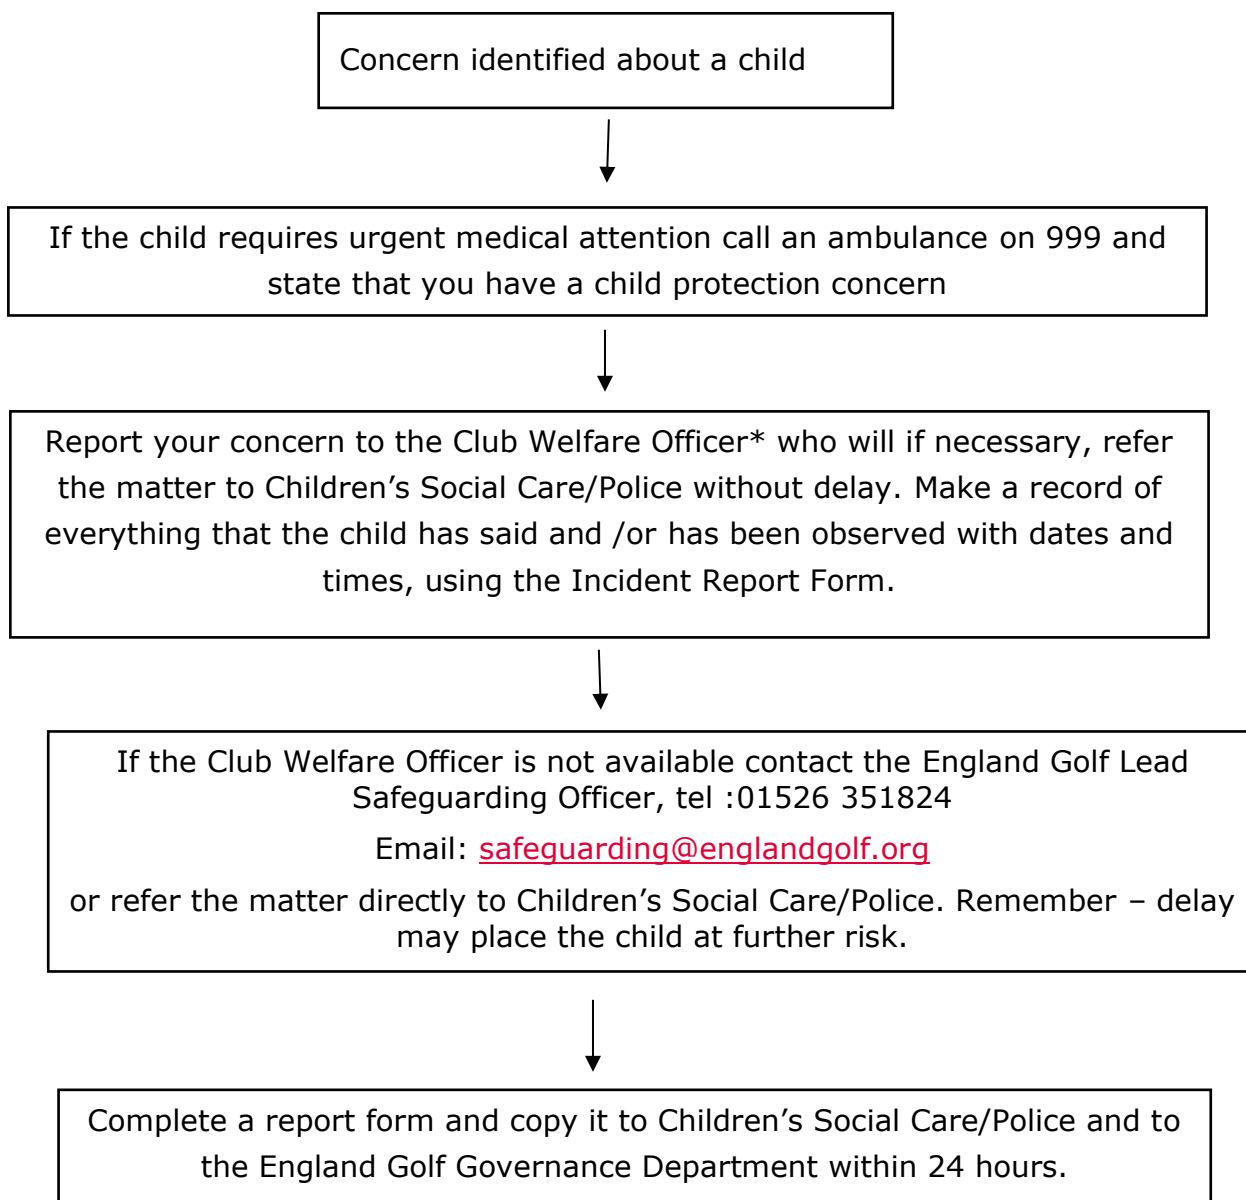 Concern identified about a child
If the child requires urgent medical attention call an ambulance on 999 and
state that you have a child protection concern
Report your concern to the Club Welfare Officer* who will if necessary, refer
the matter to Children’s Social Care/Police without delay. Make a record of
everything that the child has said and /or has been observed with dates and
times, using the Incident Report Form.
If the Club Welfare Officer is not available contact the England Golf Lead
Safeguarding Officer, tel :01526 351824
Email: safeguarding@englandgolf.org
or refer the matter directly to Children’s Social Care/Police. Remember – delay
may place the child at further risk.
Complete a report form and copy it to Children’s Social Care/Police and to
the England Golf Governance Department within 24 hours.